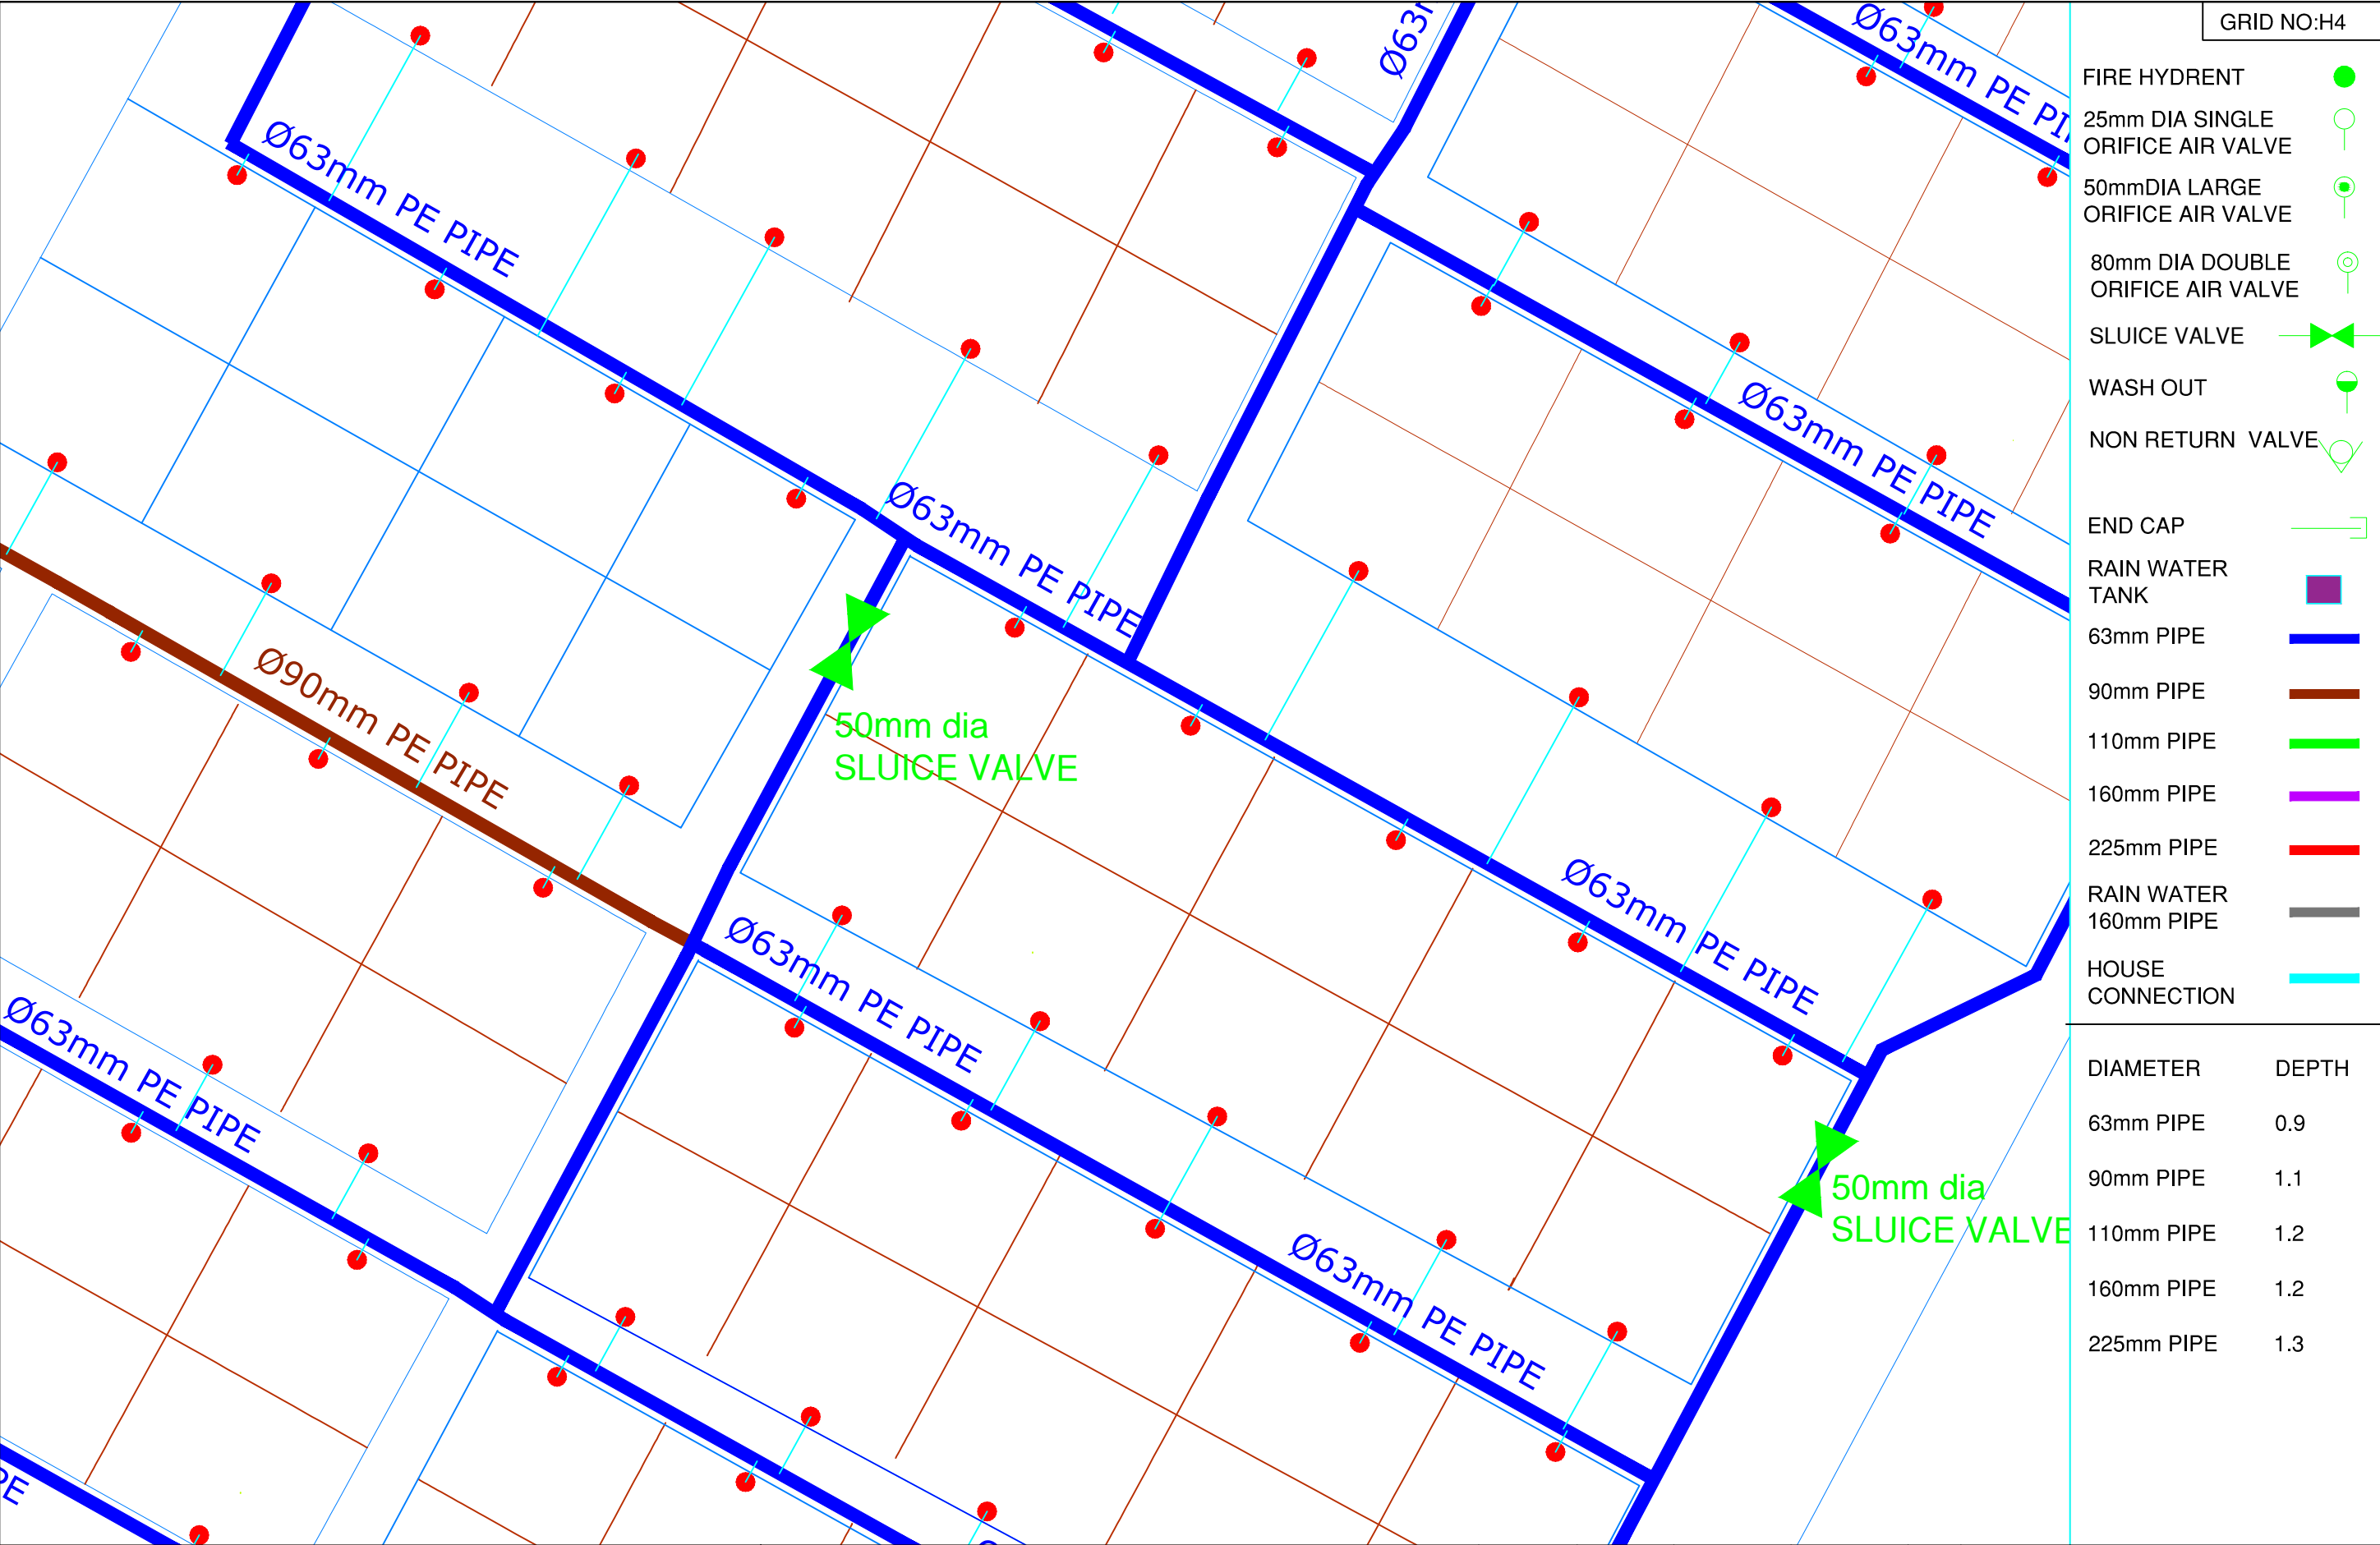 GRID NO:H4
FIRE HYDRENT
25mm DIA SINGLE
ORIFICE AIR VALVE
50mmDIA LARGE
ORIFICE AIR VALVE
80mm DIA DOUBLE
ORIFICE AIR VALVE
SLUICE VALVE
WASH OUT
NON RETURN VALVE
END CAP
RAIN WATER
TANK
63mm PIPE
90mm PIPE
110mm PIPE
160mm PIPE
225mm PIPE
RAIN WATER
160mm PIPE
HOUSE
CONNECTION
DIAMETER DEPTH
63mm PIPE 0.9
90mm PIPE 1.1
110mm PIPE 1.2
160mm PIPE 1.2
225mm PIPE 1.3
Ø63m
Ø63mm PE PI
Ø63mm PE PIPE
Ø63mm PE PIPE
Ø63mm PE PIPE
Ø90mm PE PIPE
50mm dia
SLUICE VALVE
Ø63mm PE PIPE
Ø63mm PE PIPE
Ø63mm PE PIPE
50mm dia
SLUICE VALVE
Ø63mm PE PIPE
PE